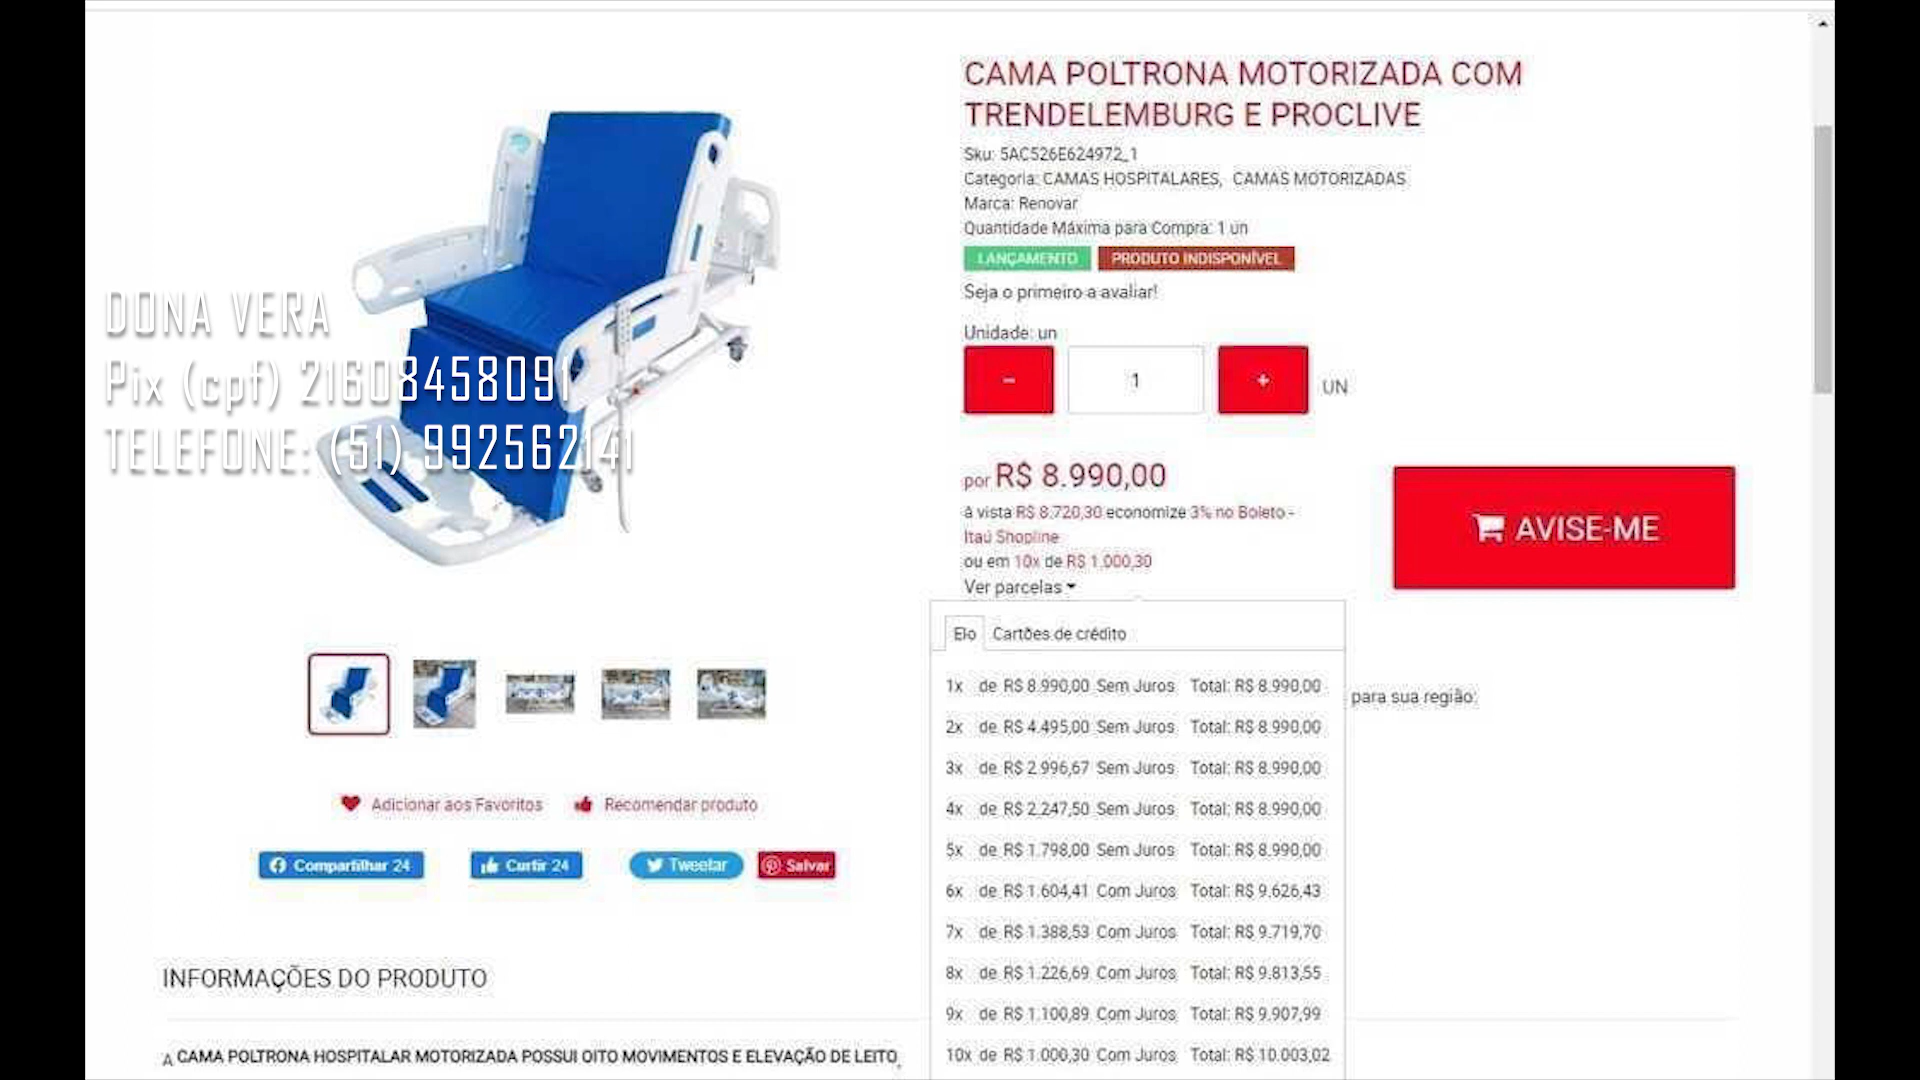 CAMA POLTRONA MOTORIZADA COM
TRENDELEMBURG E PROCLIVE
Sku: 5AC526E624972_1
Categoria: CAMAS HOSPITALARES, CAMAS MOTORIZADAS
Marca: Renovar
Quantidade Máxima para Compra: 1 un
LANÇAMENTO PRODUTO INDISPONÍVEL
Seja o primeiro a avaliar!
Unidade: un
- 1 + UN
por R$ 8.990,00
à vista R$ 8.720,30 economize 3% no Boleto -
Itaú Shopline
ou em 10x de R$ 1.000,30
Ver parcelas
AVISE-ME
Elo Cartões de crédito
1x de R$ 8.990,00 Sem Juros Total: R$ 8.990,00
2x de R$ 4.495,00 Sem Juros Total: R$ 8.990,00
3x de R$ 2.996,67 Sem Juros Total: R$ 8.990,00
4x de R$ 2.247,50 Sem Juros Total: R$ 8.990,00
5x de R$ 1.798,00 Sem Juros Total: R$ 8.990,00
6x de R$ 1.604,41 Com Juros Total: R$ 9.626,43
7x de R$ 1.388,53 Com Juros Total: R$ 9.719,70
8x de R$ 1.226,69 Com Juros Total: R$ 9.813,55
9x de R$ 1.100,89 Com Juros Total: R$ 9.907,99
10x de R$ 1.000,30 Com Juros Total: R$ 10.003,02
para sua região:
DONA VERA
Pix (cpf) 21608458091
TELEFONE: (51) 992562141
Adicionar aos Favoritos Recomendar produto
Compartilhar 24 Curtir 24 Tweetar Salvar
INFORMAÇÕES DO PRODUTO
A CAMA POLTRONA HOSPITALAR MOTORIZADA POSSUI OITO MOVIMENTOS E ELEVAÇÃO DE LEITO,